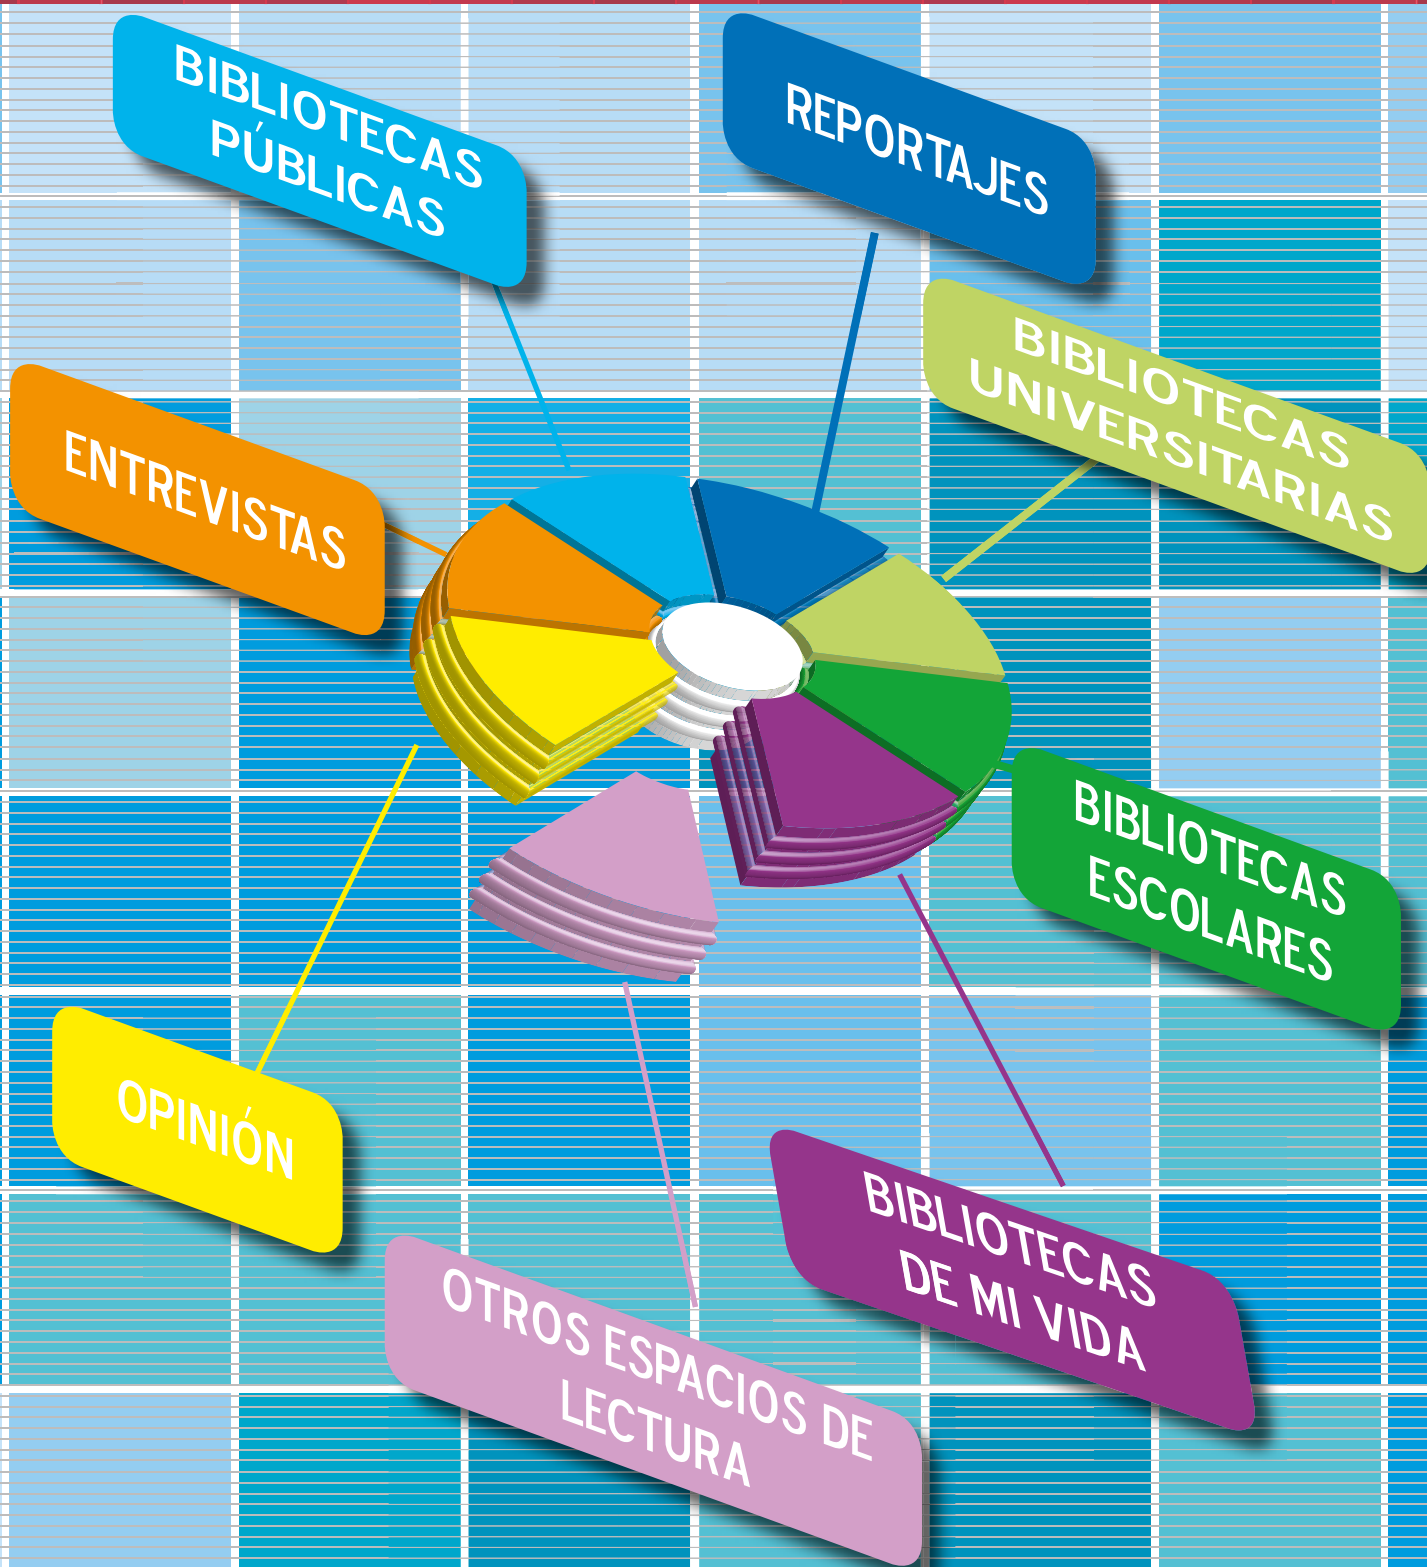 BIBLIOTECAS
PÚBLICAS
REPORTAJES
BIBLIOTECAS
UNIVERSITARIAS
ENTREVISTAS
BIBLIOTECAS
ESCOLARES
OPINIÓN
BIBLIOTECAS
DE MI VIDA
OTROS ESPACIOS DE
LECTURA